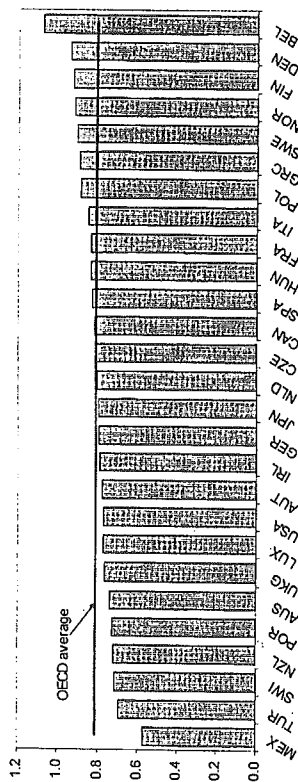 1.2
1.0
0.8
0.6
0.4
0.2
0.0
OECD average
MEX
TUR
SWI
NZL
POR
AUS
UKG
LUX
USA
AUT
IRL
GER
JPN
NLD
CZE
CAN
SPA
HUN
FRA
ITA
POL
GRC
SWE
NOR
FIN
DEN
BEL